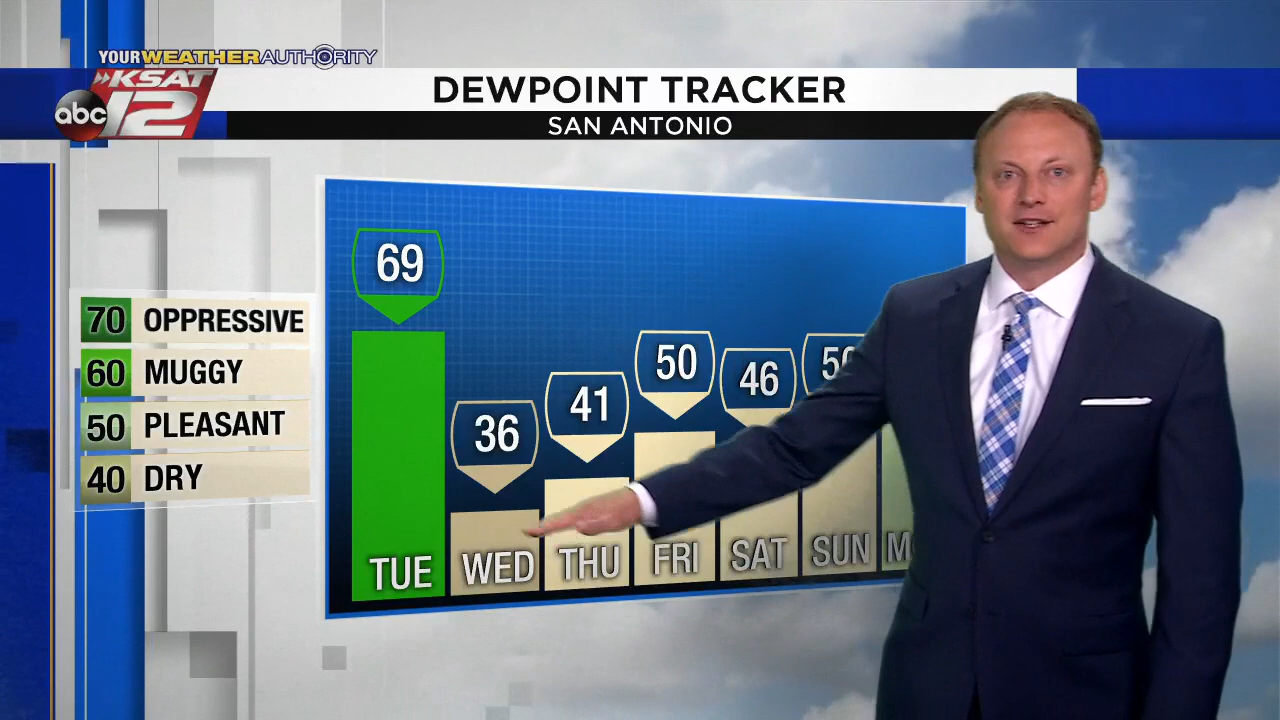 YOUR WEATHER AUTHORITY
KSAT
abc 12
DEWPOINT TRACKER
SAN ANTONIO
70 OPPRESSIVE
60 MUGGY
50 PLEASANT
40 DRY
69 36 41 50 46
TUE WED THU FRI SAT SUN